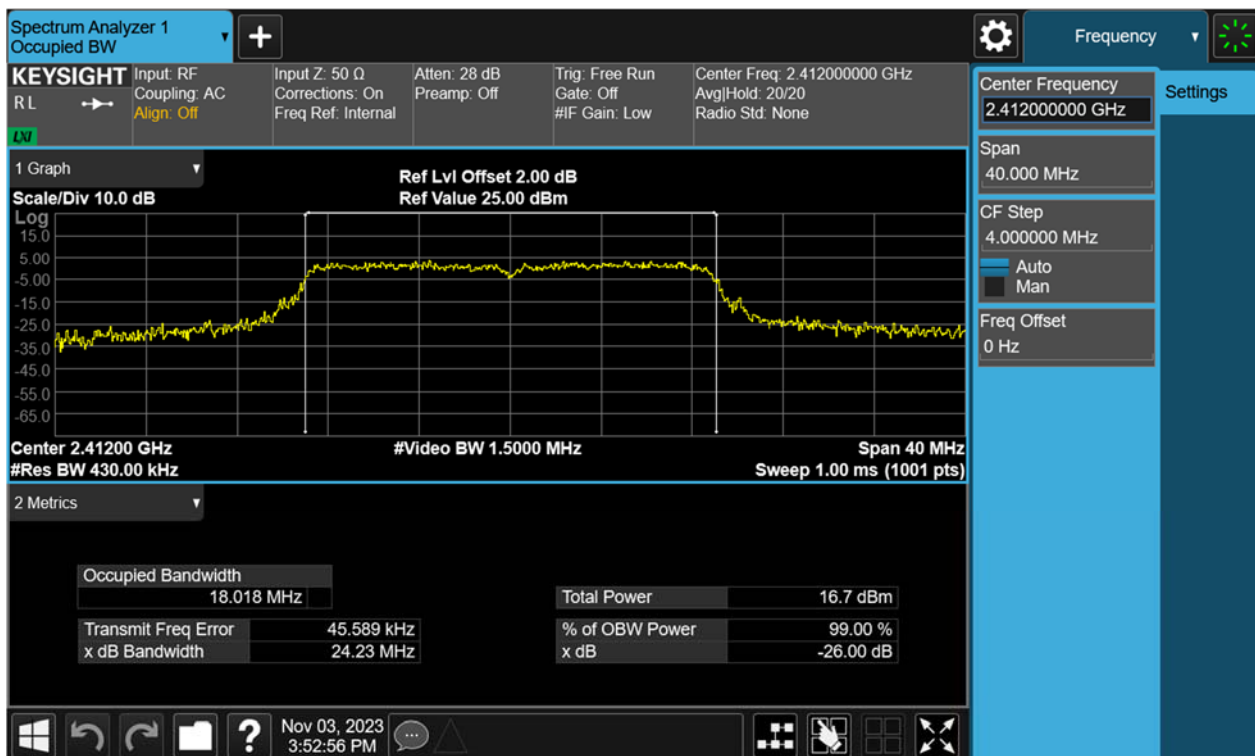 Spectrum Analyzer 1
Occupied BW
Frequency
KEYSIGHT
R L
LXI
Input: RF
Coupling: AC
Align: Off
Input Z: 50 Ω
Corrections: On
Freq Ref: Internal
Atten: 28 dB
Preamp: Off
Trig: Free Run
Gate: Off
#IF Gain: Low
Center Freq: 2.412000000 GHz
Avg|Hold: 20/20
Radio Std: None
Center Frequency
2.412000000 GHz
Settings
Span
40.000 MHz
CF Step
4.000000 MHz
Auto
Man
Freq Offset
0 Hz
1 Graph
Scale/Div 10.0 dB
Ref Lvl Offset 2.00 dB
Ref Value 25.00 dBm
Log
15.0
5.00
-5.00
-15.0
-25.0
-35.0
-45.0
-55.0
-65.0
Center 2.41200 GHz
#Video BW 1.5000 MHz
Span 40 MHz
#Res BW 430.00 kHz
Sweep 1.00 ms (1001 pts)
2 Metrics
Occupied Bandwidth
18.018 MHz
Total Power 16.7 dBm
Transmit Freq Error 45.589 kHz
% of OBW Power 99.00 %
x dB Bandwidth 24.23 MHz
x dB -26.00 dB
?
Nov 03, 2023
3:52:56 PM